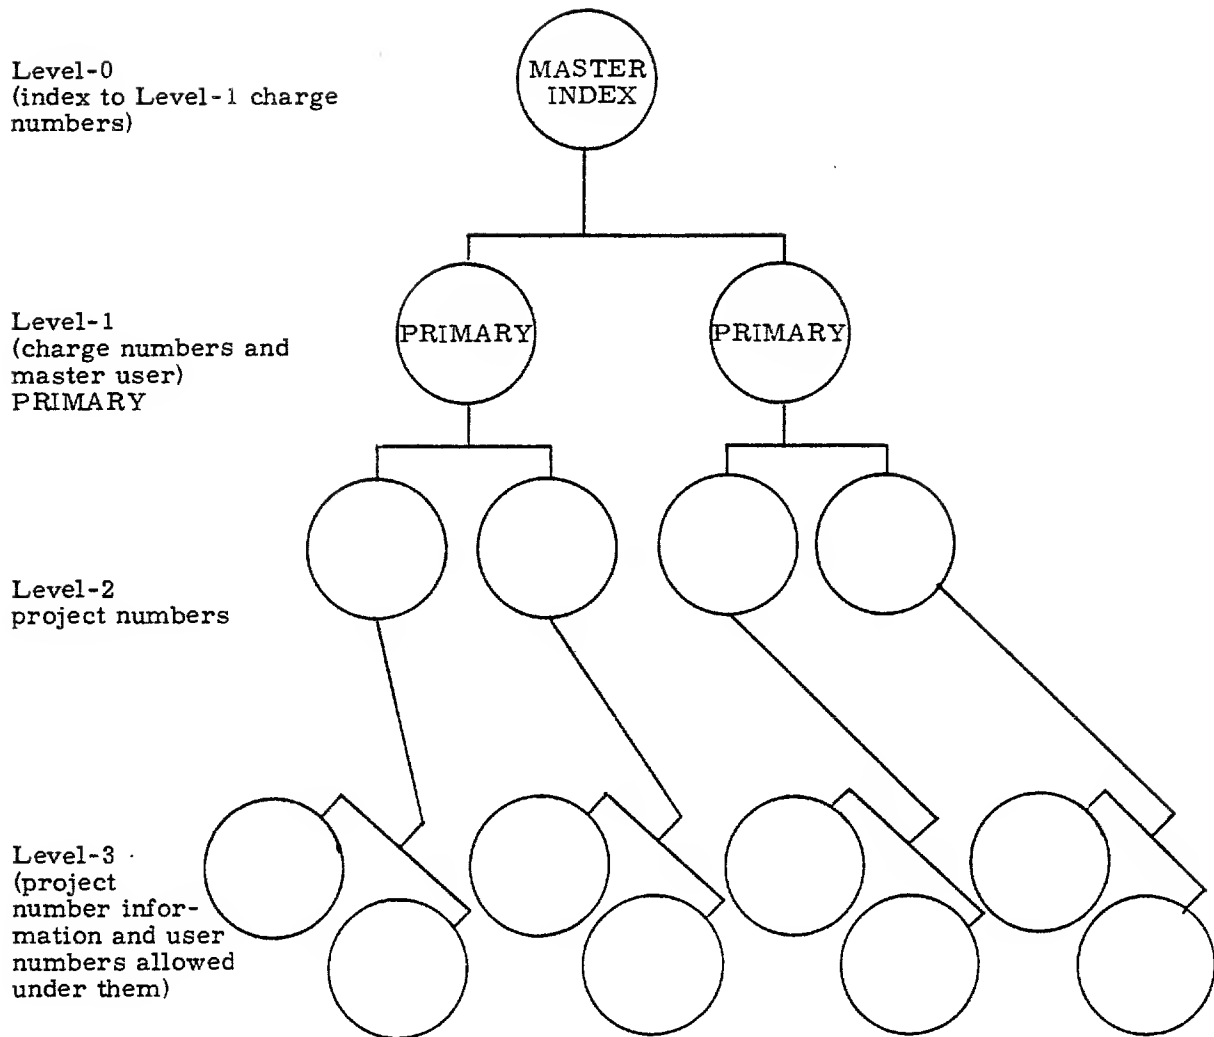 Level-0
(index to Level-1 charge
numbers)
MASTER
INDEX
Level-1
(charge numbers and
master user)
PRIMARY
PRIMARY
PRIMARY
Level-2
project numbers
Level-3
(project
number infor-
mation and user
numbers allowed
under them)